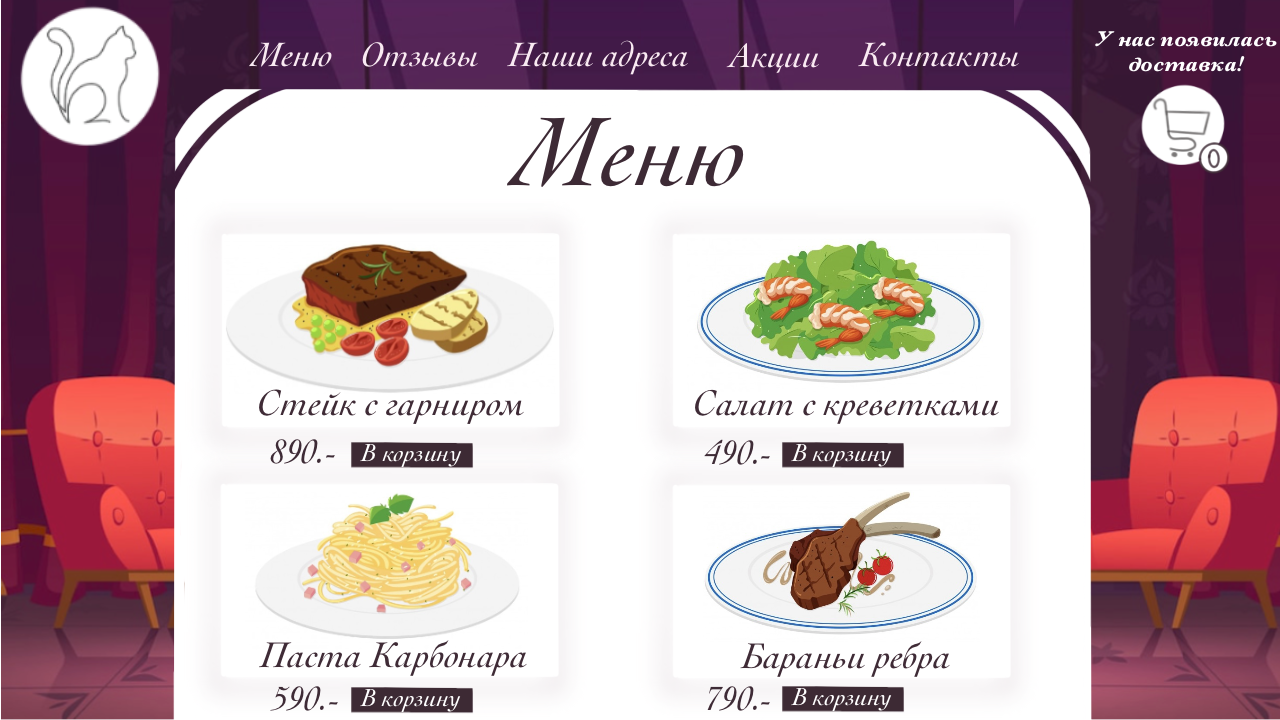 Меню Отзывы Наши адреса Акции Контакты
У нас появилась
доставка!
0
Меню
Стейк с гарниром
890.- В корзину
Салат с креветками
490.- В корзину
Паста Карбонара
590.- В корзину
Бараньи ребра
790.- В корзину